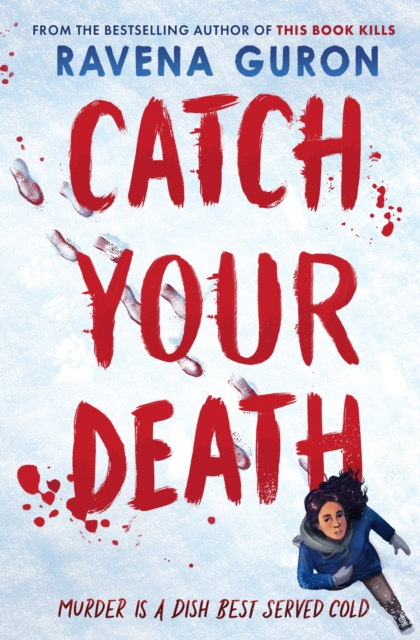 FROM THE BESTSELLING AUTHOR OF THIS BOOK KILLS
RAVENA GURON
CATCH
YOUR
DEATH
MURDER IS A DISH BEST SERVED COLD